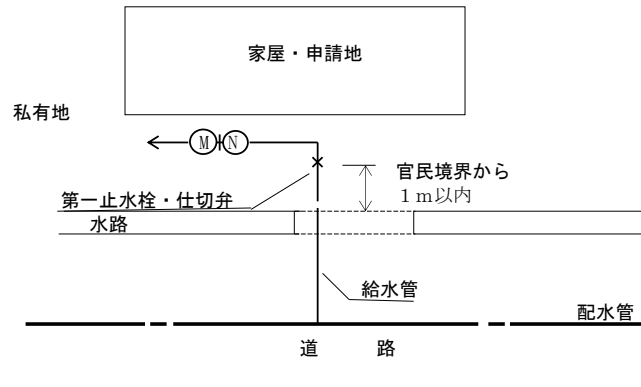 家屋・申請地
私有地
M N
官民境界から
１ｍ以内
第一止水栓・仕切弁
水路
給水管
配水管
道　　路